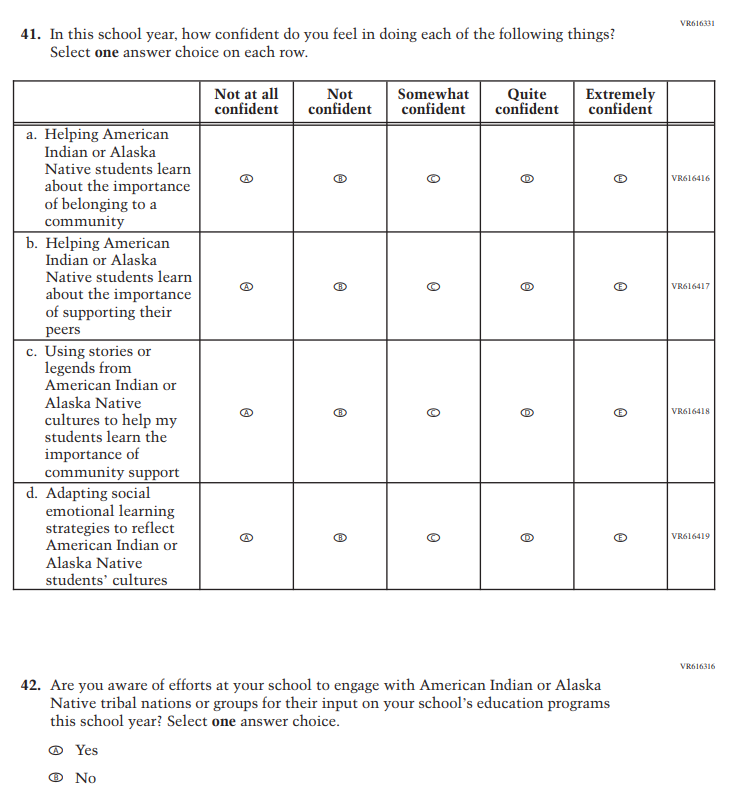 VR616331
41. In this school year, how confident do you feel in doing each of the following things?
Select one answer choice on each row.
Not at all confident Not confident Somewhat confident Quite confident Extremely confident
a. Helping American
Indian or Alaska
Native students learn
about the importance
of belonging to a
community
A B C D E VR616416
b. Helping American
Indian or Alaska
Native students learn
about the importance
of supporting their
peers
A B C D E VR616417
c. Using stories or
legends from
American Indian or
Alaska Native
cultures to help my
students learn the
importance of
community support
A B C D E VR616418
d. Adapting social
emotional learning
strategies to reflect
American Indian or
Alaska Native
students’ cultures
A B C D E VR616419
VR616316
42. Are you aware of efforts at your school to engage with American Indian or Alaska
Native tribal nations or groups for their input on your school’s education programs
this school year? Select one answer choice.
A Yes
B No